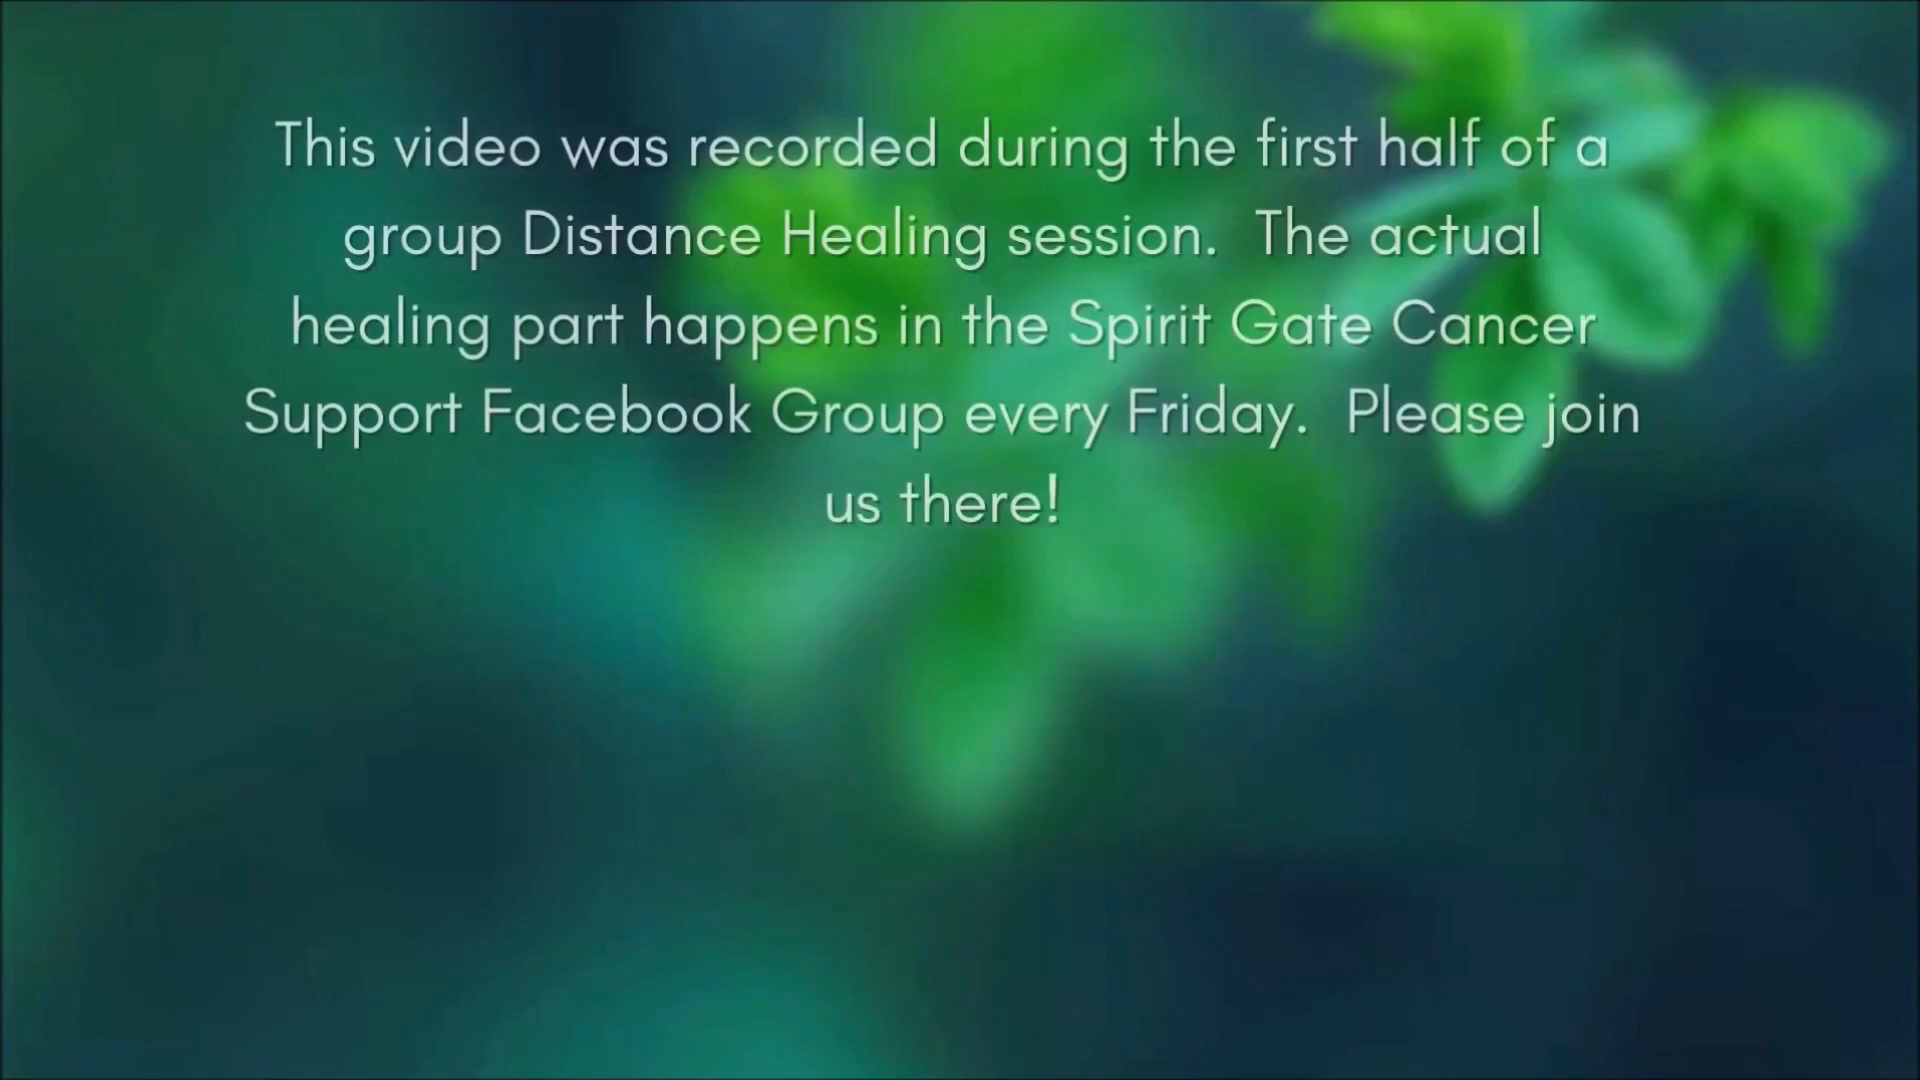 This video was recorded during the first half of a
group Distance Healing session.  The actual
healing part happens in the Spirit Gate Cancer
Support Facebook Group every Friday.  Please join
us there!